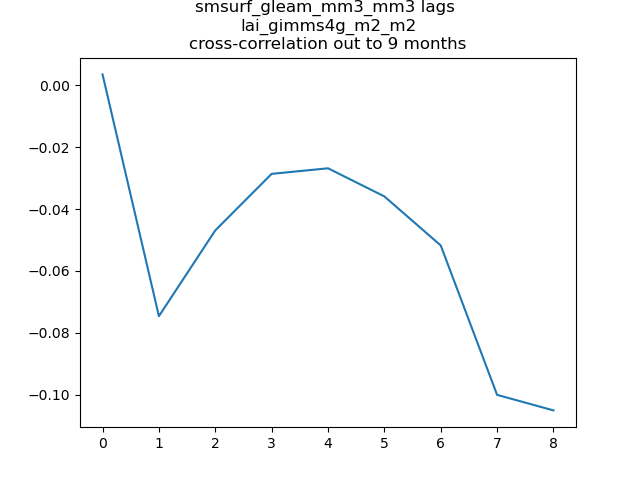 smsurf_gleam_mm3_mm3 lags
lai_gimms4g_m2_m2
cross-correlation out to 9 months
0.00
−0.02
−0.04
−0.06
−0.08
−0.10
0 1 2 3 4 5 6 7 8